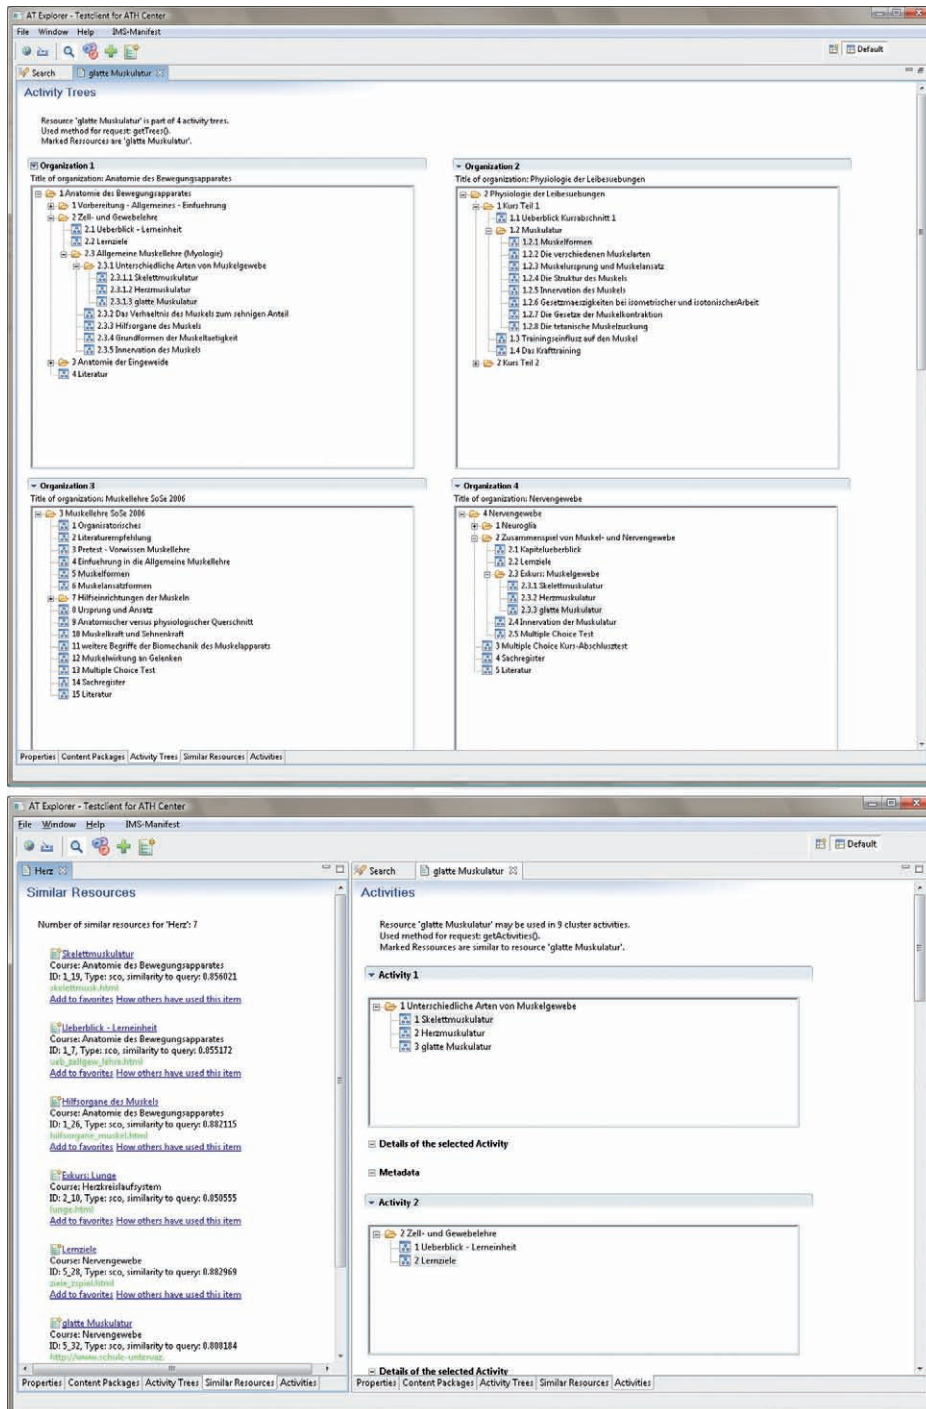 AT Explorer - Testclient for ATH Center
File Window Help IMS-Manifest
Default
Search glatte Muskulatur
Activity Trees
Resource 'glatte Muskulatur' is part of 4 activity trees.
Used method for request: getTrees().
Marked Ressources are 'glatte Muskulatur'.
Organization 1
Title of organization: Anatomie des Bewegungsapparates
1 Anatomie des Bewegungsapparates
1 Vorbereitung - Allgemeines - Einfuehrung
2 Zell- und Gewebelehre
2.1 Ueberblick - Lerneinheit
2.2 Lernziele
2.3 Allgemeine Muskellehre (Myologie)
2.3.1 Unterschiedliche Arten von Muskelgewebe
2.3.1.1 Skelettmuskulatur
2.3.1.2 Herzmuskulatur
2.3.1.3 glatte Muskulatur
2.3.2 Das Verhaeltnis des Muskels zum sehnigen Anteil
2.3.3 Hilfsorgane des Muskels
2.3.4 Grundformen der Muskeltaetigkeit
2.3.5 Innervation des Muskels
3 Anatomie der Eingeweide
4 Literatur
Organization 2
Title of organization: Physiologie der Leibesuebungen
2 Physiologie der Leibesuebungen
1 Kurs Teil 1
1.1 Ueberblick Kursabschnitt 1
1.2 Muskulatur
1.2.1 Muskelformen
1.2.2 Die verschiedenen Muskelarten
1.2.3 Muskelursprung und Muskelansatz
1.2.4 Die Struktur des Muskels
1.2.5 Innervation des Muskels
1.2.6 Gesetzmaeszigkeiten bei isometrischer und isotonischerArbeit
1.2.7 Die Gesetze der Muskelkontraktion
1.2.8 Die tetanische Muskelzuckung
1.3 Trainingseinflusz auf den Muskel
1.4 Das Krafttraining
2 Kurs Teil 2
Organization 3
Title of organization: Muskellehre SoSe 2006
3 Muskellehre SoSe 2006
1 Organisatorisches
2 Literaturempfehlung
3 Pretest - Vorwissen Muskellehre
4 Einfuehrung in die Allgemeine Muskellehre
5 Muskelformen
6 Muskelansatzformen
7 Hilfseinrichtungen der Muskeln
8 Ursprung und Ansatz
9 Anatomischer versus physiologischer Querschnitt
10 Muskelkraft und Sehnenkraft
11 weitere Begriffe der Biomechanik des Muskelapparats
12 Muskelwirkung an Gelenken
13 Multiple Choice Test
14 Sachregister
15 Literatur
Organization 4
Title of organization: Nervengewebe
4 Nervengewebe
1 Neuroglia
2 Zusammenspiel von Muskel- und Nervengewebe
2.1 Kapitelueberblick
2.2 Lernziele
2.3 Exkurs: Muskelgewebe
2.3.1 Skelettmuskulatur
2.3.2 Herzmuskulatur
2.3.3 glatte Muskulatur
2.4 Innervation der Muskulatur
2.5 Multiple Choice Test
3 Multiple Choice Kurs-Abschlusztest
4 Sachregister
5 Literatur
Properties Content Packages Activity Trees Similar Resources Activities
AT Explorer - Testclient for ATH Center
File Window Help IMS-Manifest
Default
Herz
Similar Resources
Number of similar resources for 'Herz': 7
Skelettmuskulatur
Course: Anatomie des Bewegungsapparates
ID: 1_19, Type: sco, similarity to query: 0.856021
skelettmusk.html
Add to favorites How others have used this item
Ueberblick - Lerneinheit
Course: Anatomie des Bewegungsapparates
ID: 1_7, Type: sco, similarity to query: 0.855172
ueb_zellgew_lehre.html
Add to favorites How others have used this item
Hilfsorgane des Muskels
Course: Anatomie des Bewegungsapparates
ID: 1_26, Type: sco, similarity to query: 0.882115
hilfsorgane_muskel.html
Add to favorites How others have used this item
Exkurs: Lunge
Course: Herzkreislaufsystem
ID: 2_10, Type: sco, similarity to query: 0.850555
lunge.html
Add to favorites How others have used this item
Lernziele
Course: Nervengewebe
ID: 5_28, Type: sco, similarity to query: 0.882969
ziele_zspiel.html
Add to favorites How others have used this item
glatte Muskulatur
Course: Nervengewebe
ID: 5_32, Type: sco, similarity to query: 0.808184
http://www.schule-untervaz.
Properties Content Packages Activity Trees Similar Resources Activities
Search glatte Muskulatur
Activities
Resource 'glatte Muskulatur' may be used in 9 cluster activities.
Used method for request: getActivities().
Marked Ressources are similar to resource 'glatte Muskulatur'.
Activity 1
1 Unterschiedliche Arten von Muskelgewebe
1 Skelettmuskulatur
2 Herzmuskulatur
3 glatte Muskulatur
Details of the selected Activity
Metadata
Activity 2
2 Zell- und Gewebelehre
1 Ueberblick - Lerneinheit
2 Lernziele
Details of the selected Activity
Properties Content Packages Activity Trees Similar Resources Activities